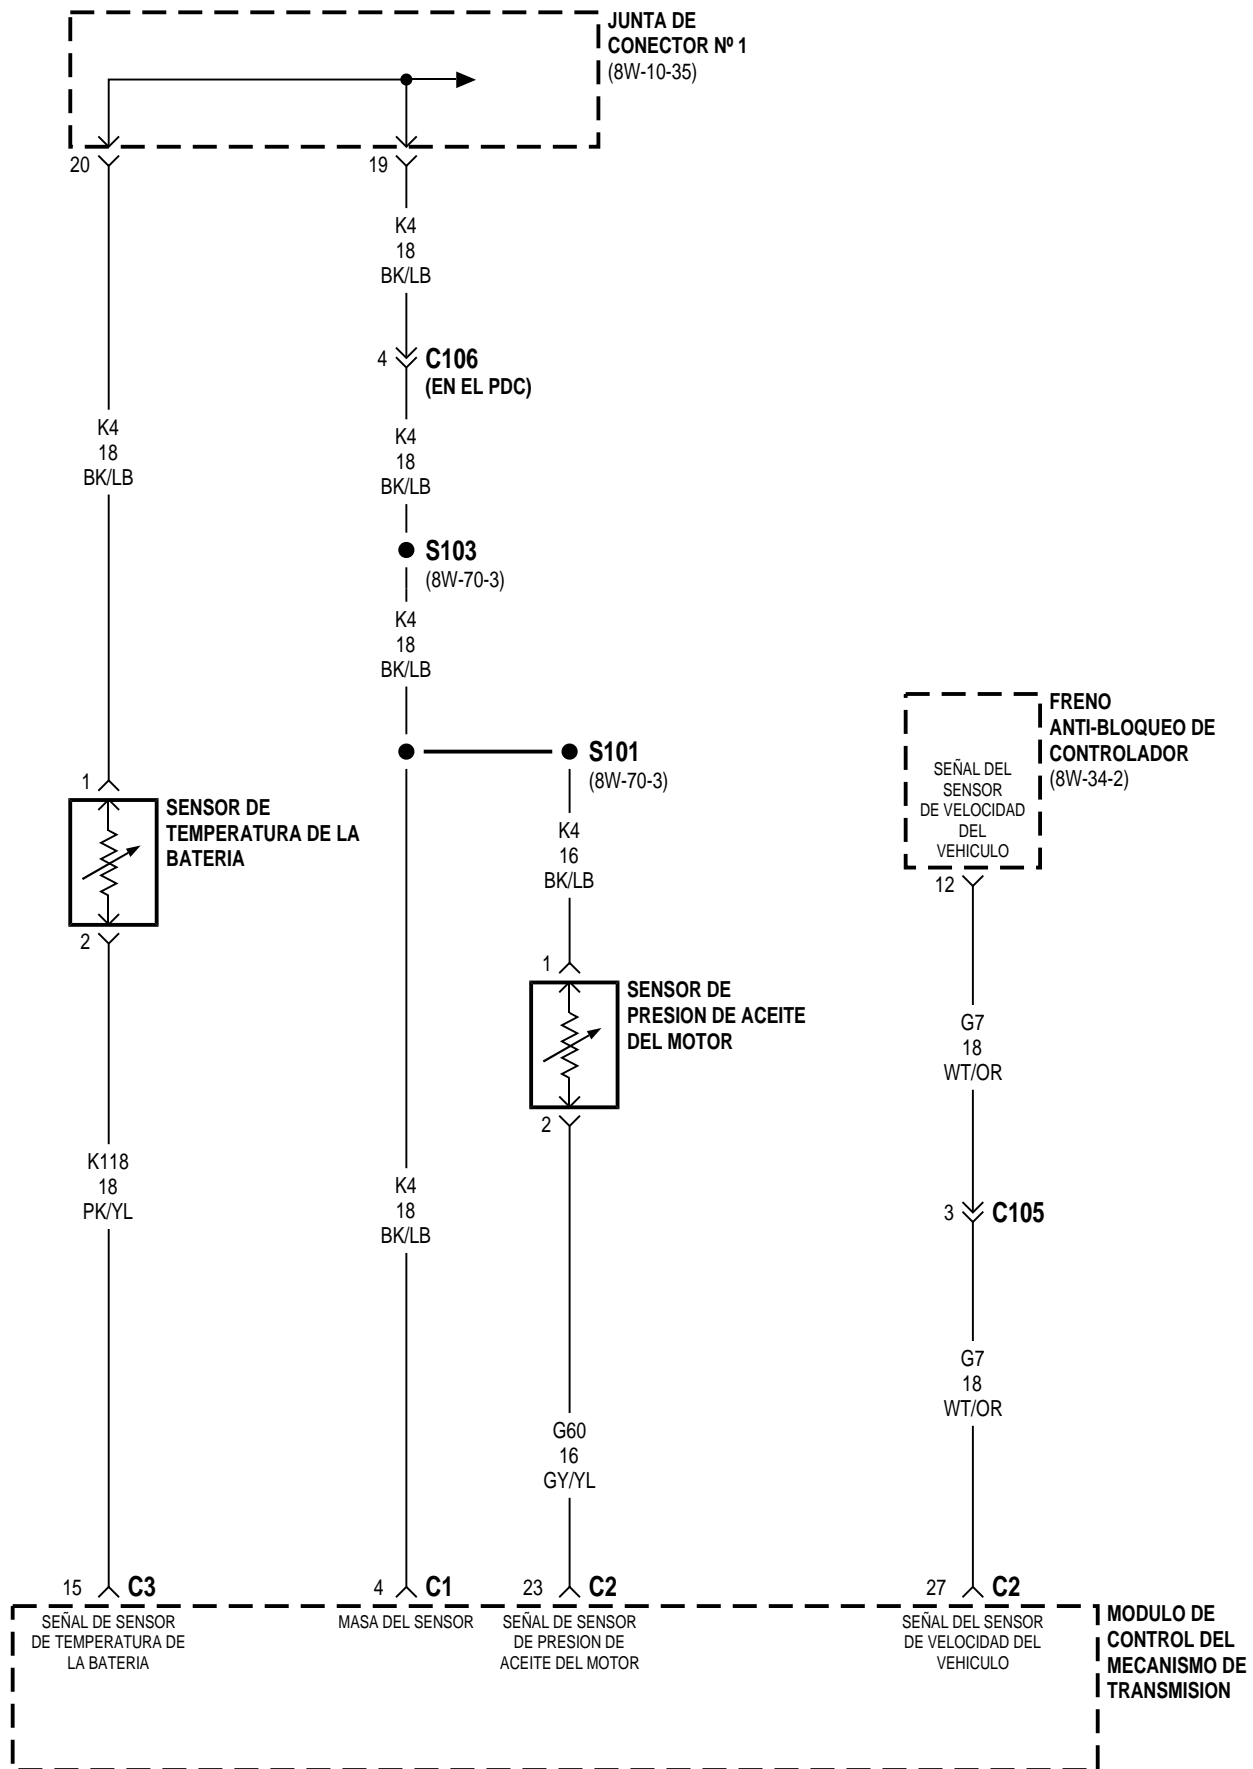 JUNTA DE
CONECTOR Nº 1
(8W-10-35)
20
19
K4
18
BK/LB
4
C106
(EN EL PDC)
K4
18
BK/LB
K4
18
BK/LB
S103
(8W-70-3)
K4
18
BK/LB
S101
(8W-70-3)
FRENO
ANTI-BLOQUEO DE
CONTROLADOR
(8W-34-2)
SEÑAL DEL
SENSOR
DE VELOCIDAD
DEL
VEHICULO
12
1
SENSOR DE
TEMPERATURA DE LA
BATERIA
2
K4
16
BK/LB
1
SENSOR DE
PRESION DE ACEITE
DEL MOTOR
2
G7
18
WT/OR
K118
18
PK/YL
K4
18
BK/LB
3
C105
G7
18
WT/OR
G60
16
GY/YL
15
C3
4
C1
23
C2
27
C2
SEÑAL DE SENSOR
DE TEMPERATURA DE
LA BATERIA
MASA DEL SENSOR
SEÑAL DE SENSOR
DE PRESION DE
ACEITE DEL MOTOR
SEÑAL DEL SENSOR
DE VELOCIDAD DEL
VEHICULO
MODULO DE
CONTROL DEL
MECANISMO DE
TRANSMISION